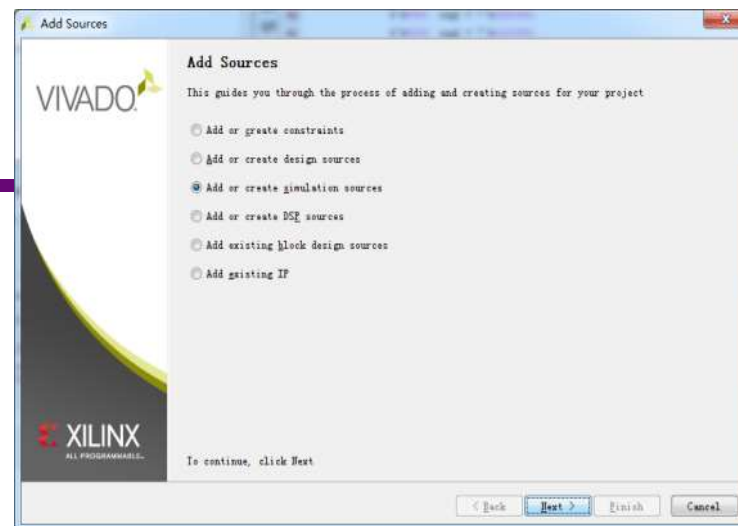 Add Sources
VIVADO.
Add Sources
This guides you through the process of adding and creating sources for your project
Add or create constraints
Add or create design sources
Add or create simulation sources
Add or create DSP sources
Add existing block design sources
Add existing IP
XILINX
ALL PROGRAMMABLE.
To continue, click Next
< Back
Next >
Finish
Cancel